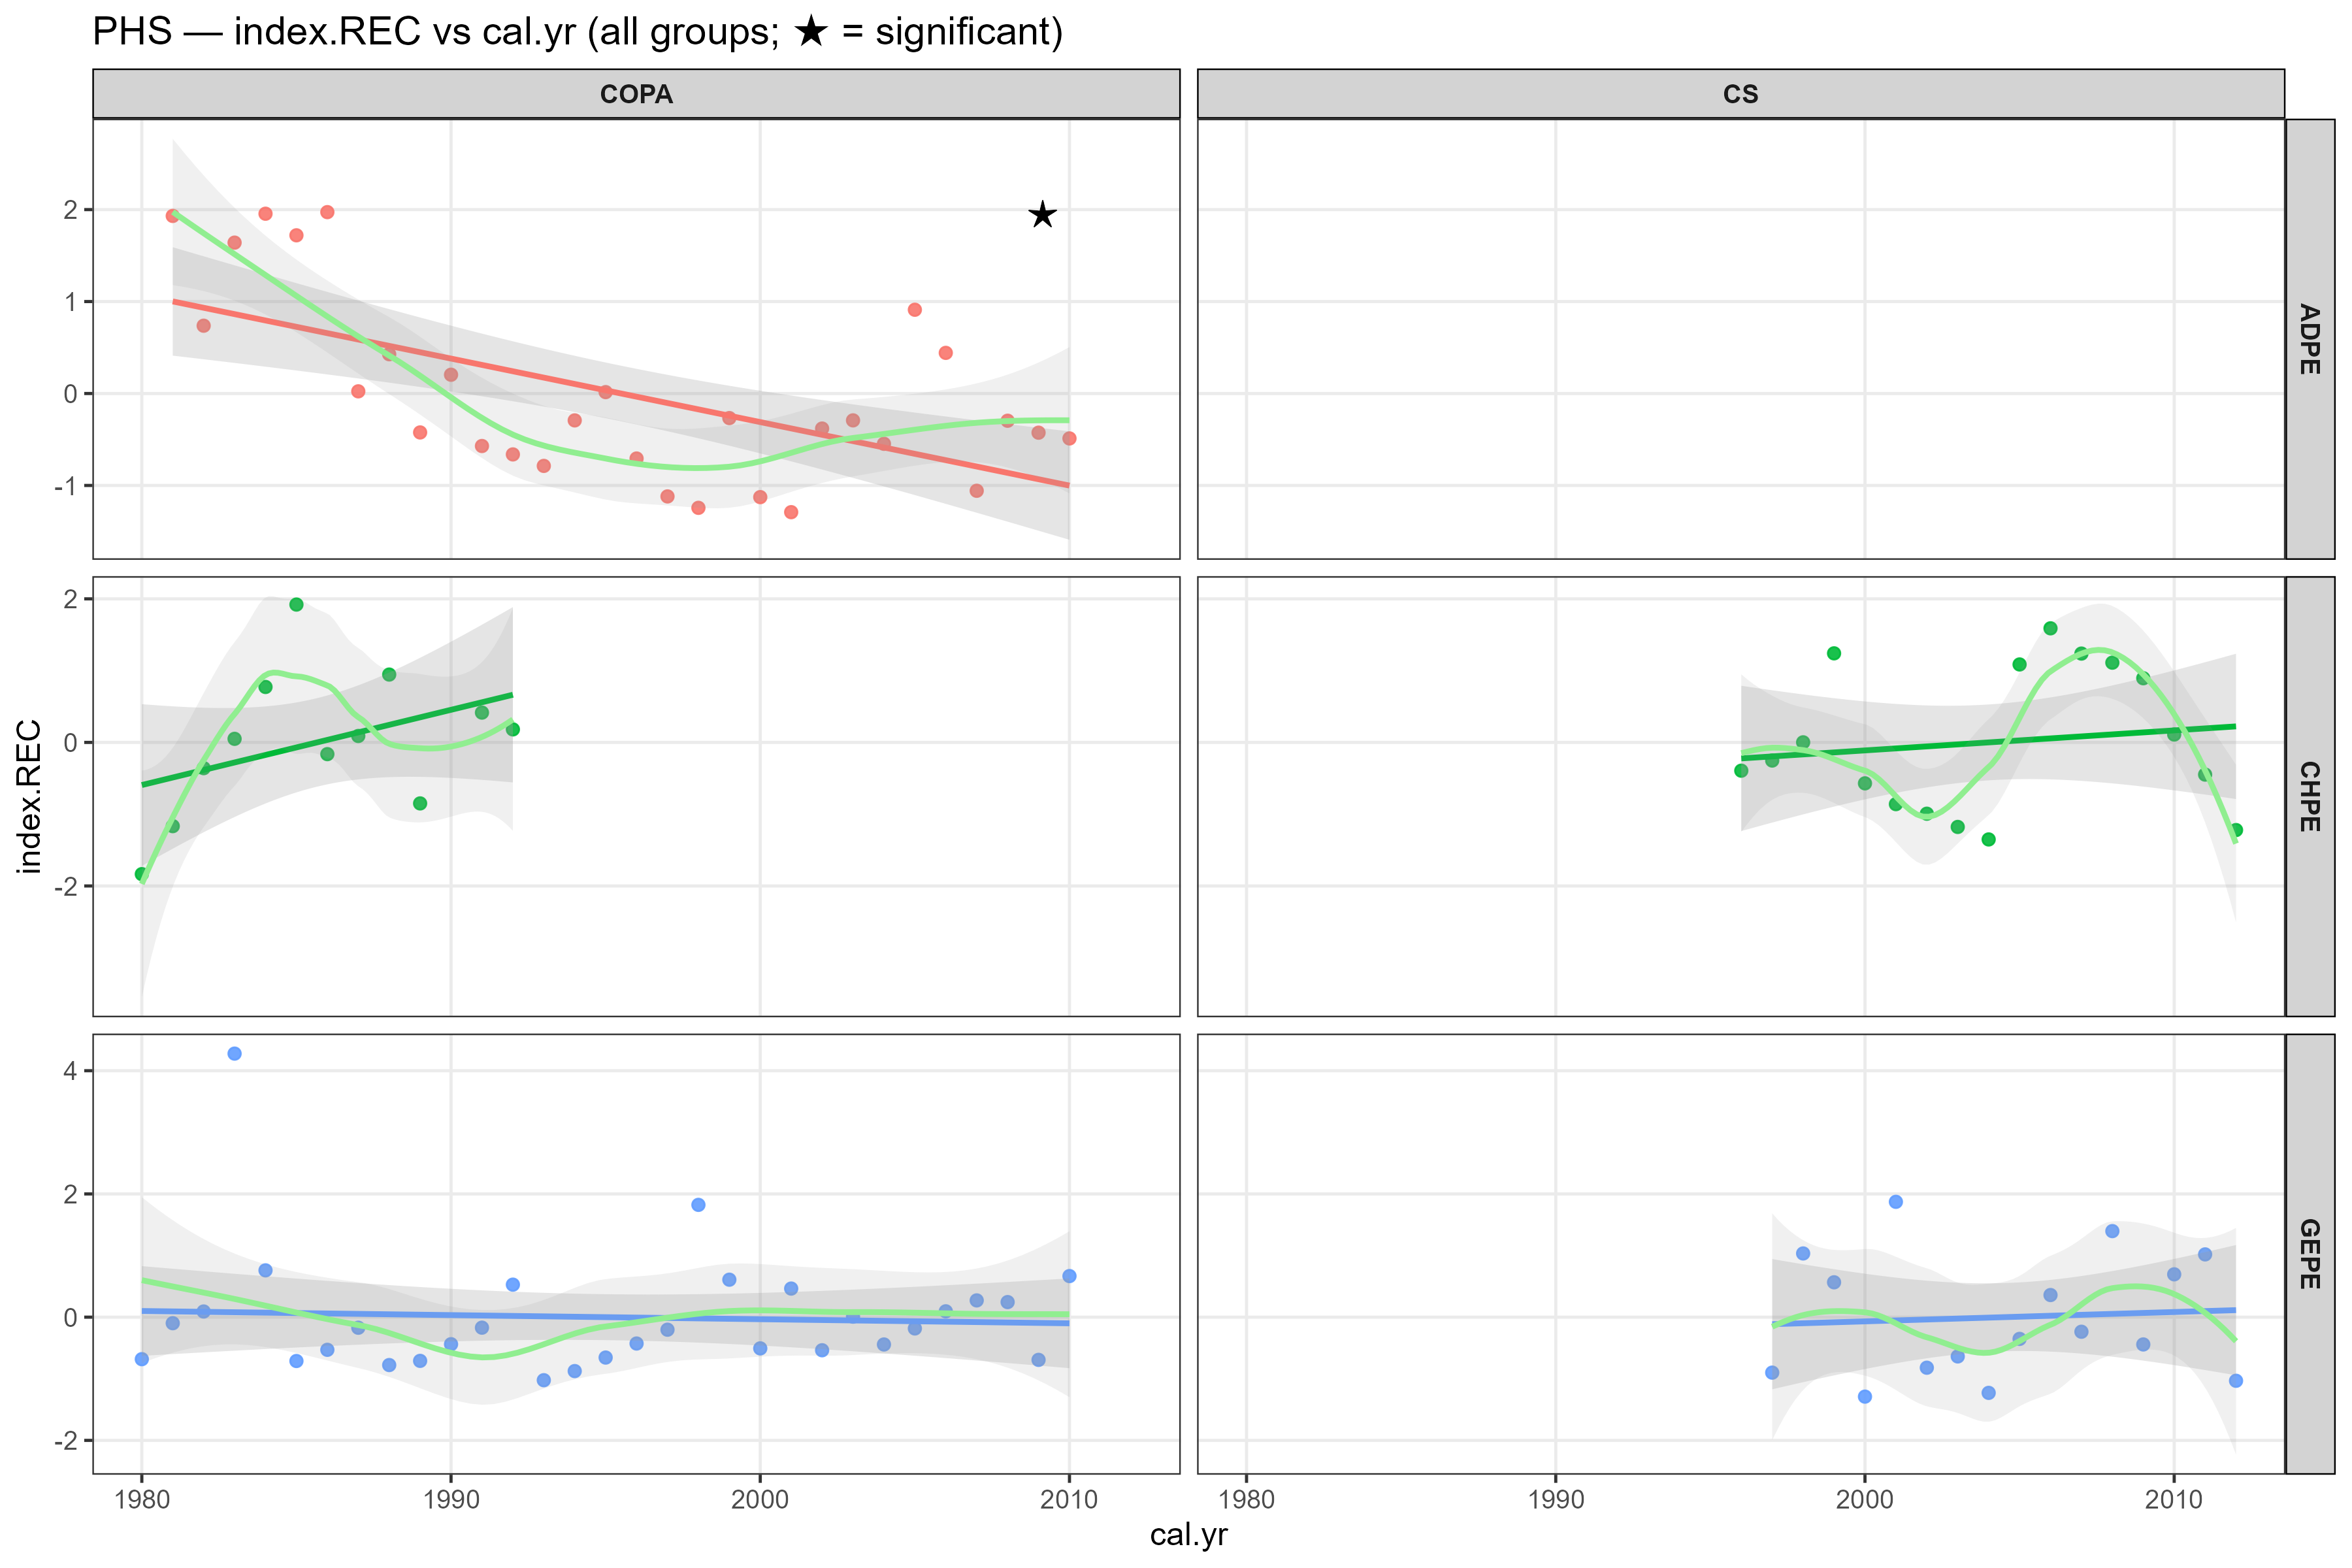 PHS — index.REC vs cal.yr (all groups; ★ = significant)
COPA
CS
2
1
0
-1
ADPE
2
0
-2
CHPE
index.REC
4
2
0
-2
GEPE
1980
1990
2000
2010
1980
1990
2000
2010
cal.yr